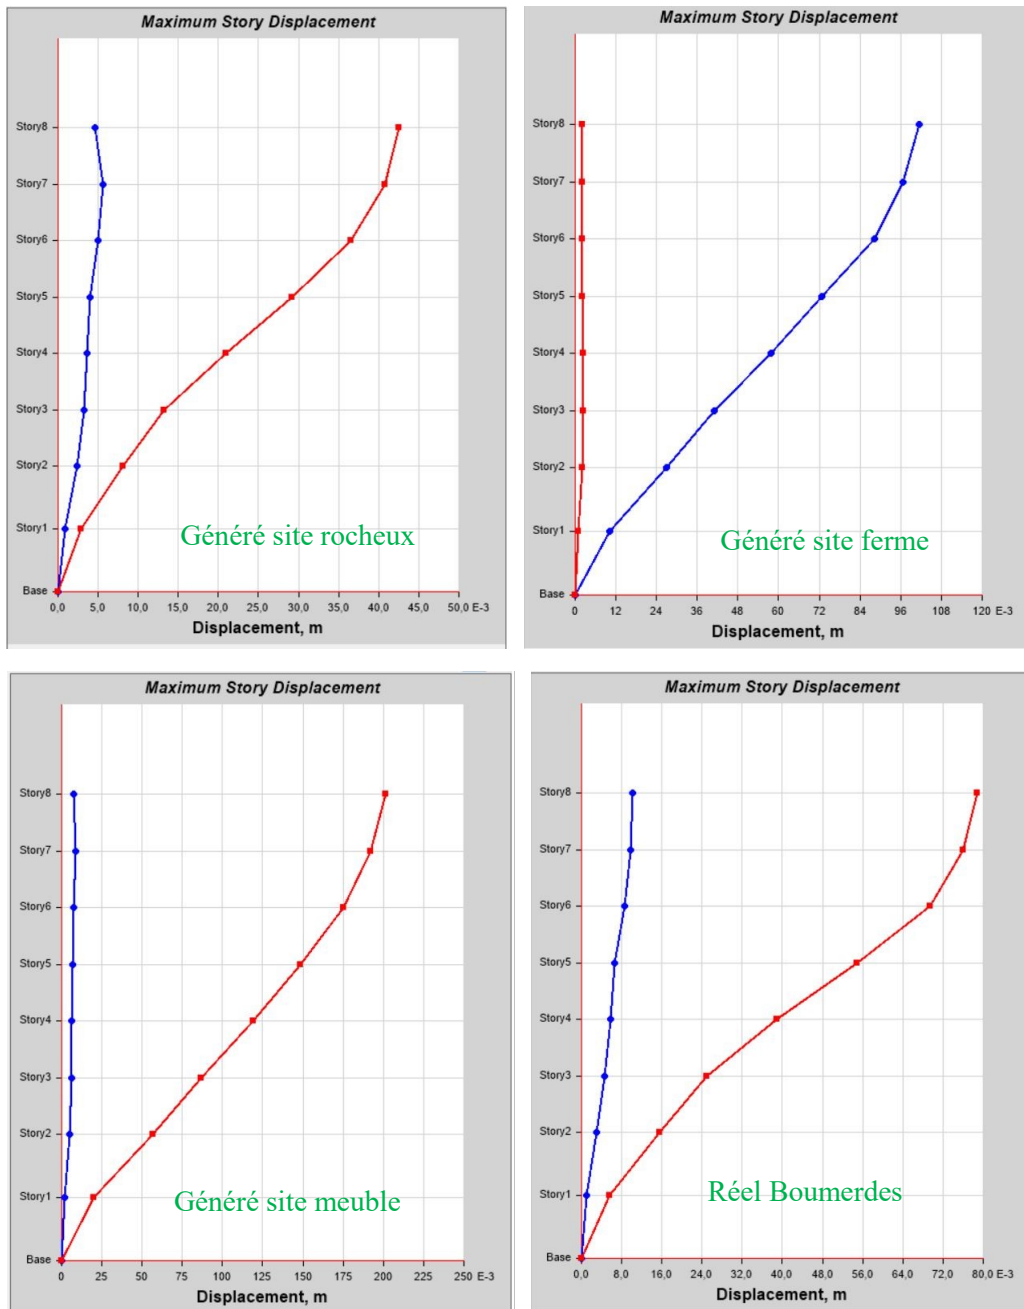 Maximum Story Displacement
Story8
Story7
Story6
Story5
Story4
Story3
Story2
Story1
Base
Généré site rocheux
0,0 5,0 10,0 15,0 20,0 25,0 30,0 35,0 40,0 45,0 50,0 E-3
Displacement, m
Maximum Story Displacement
Story8
Story7
Story6
Story5
Story4
Story3
Story2
Story1
Base
Généré site ferme
0 12 24 36 48 60 72 84 96 108 120 E-3
Displacement, m
Maximum Story Displacement
Story8
Story7
Story6
Story5
Story4
Story3
Story2
Story1
Base
Généré site meuble
0 25 50 75 100 125 150 175 200 225 250 E-3
Displacement, m
Maximum Story Displacement
Story8
Story7
Story6
Story5
Story4
Story3
Story2
Story1
Base
Réel Boumerdes
0,0 8,0 16,0 24,0 32,0 40,0 48,0 56,0 64,0 72,0 80,0 E-3
Displacement, m